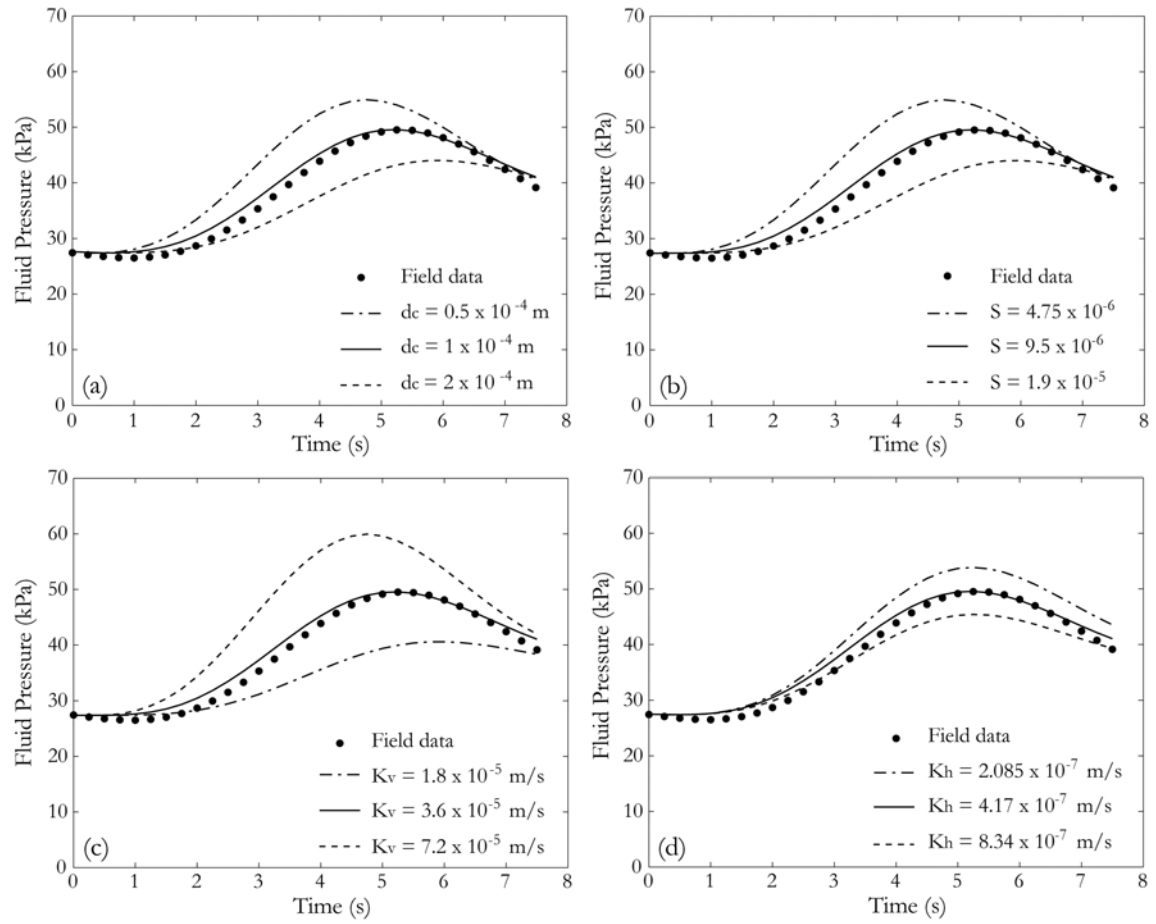 70
60
50
40
30
20
10
0
Fluid Pressure (kPa)
Field data
dc = 0.5 x 10⁻⁴ m
dc = 1 x 10⁻⁴ m
dc = 2 x 10⁻⁴ m
(a)
0 1 2 3 4 5 6 7 8
Time (s)
70
60
50
40
30
20
10
0
Fluid Pressure (kPa)
Field data
S = 4.75 x 10⁻⁶
S = 9.5 x 10⁻⁶
S = 1.9 x 10⁻⁵
(b)
0 1 2 3 4 5 6 7 8
Time (s)
70
60
50
40
30
20
10
0
Fluid Pressure (kPa)
Field data
Kv = 1.8 x 10⁻⁵ m/s
Kv = 3.6 x 10⁻⁵ m/s
Kv = 7.2 x 10⁻⁵ m/s
(c)
0 1 2 3 4 5 6 7 8
Time (s)
70
60
50
40
30
20
10
0
Fluid Pressure (kPa)
Field data
Kh = 2.085 x 10⁻⁷ m/s
Kh = 4.17 x 10⁻⁷ m/s
Kh = 8.34 x 10⁻⁷ m/s
(d)
0 1 2 3 4 5 6 7 8
Time (s)